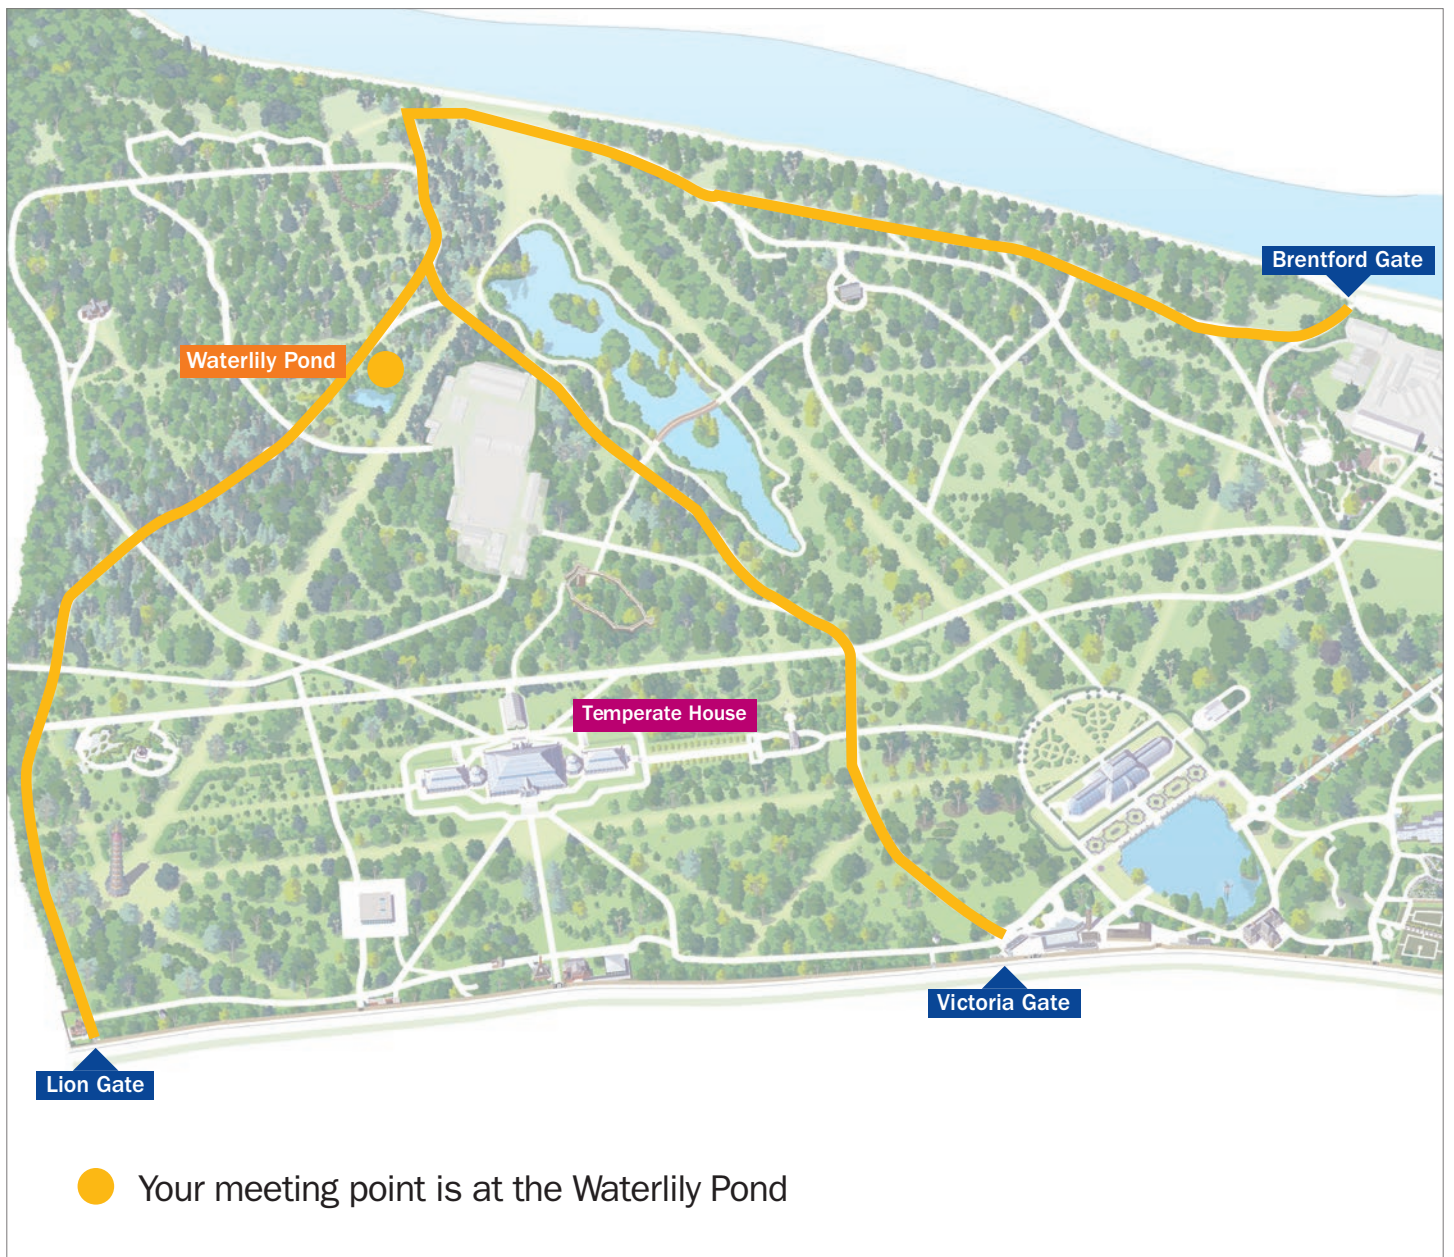 Brentford Gate
Waterlily Pond
Temperate House
Victoria Gate
Lion Gate
Your meeting point is at the Waterlily Pond